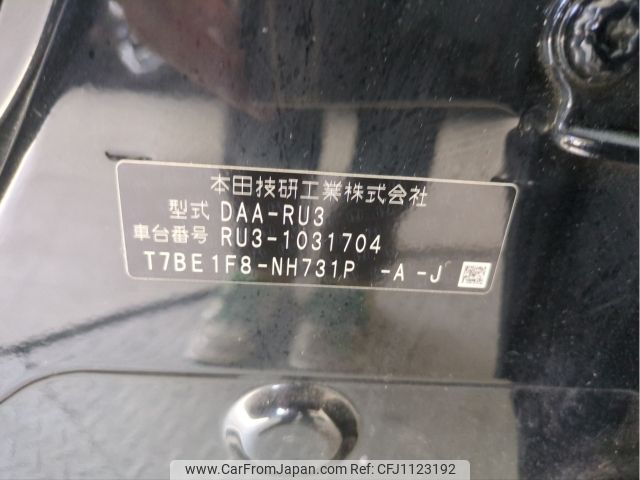 本田技研工業株式会社
型式 DAA-RU3
車台番号 RU3-1031704
T7BE1F8-NH731P -A-J
www.CarFromJapan.com | Ref No. CFJ1123192